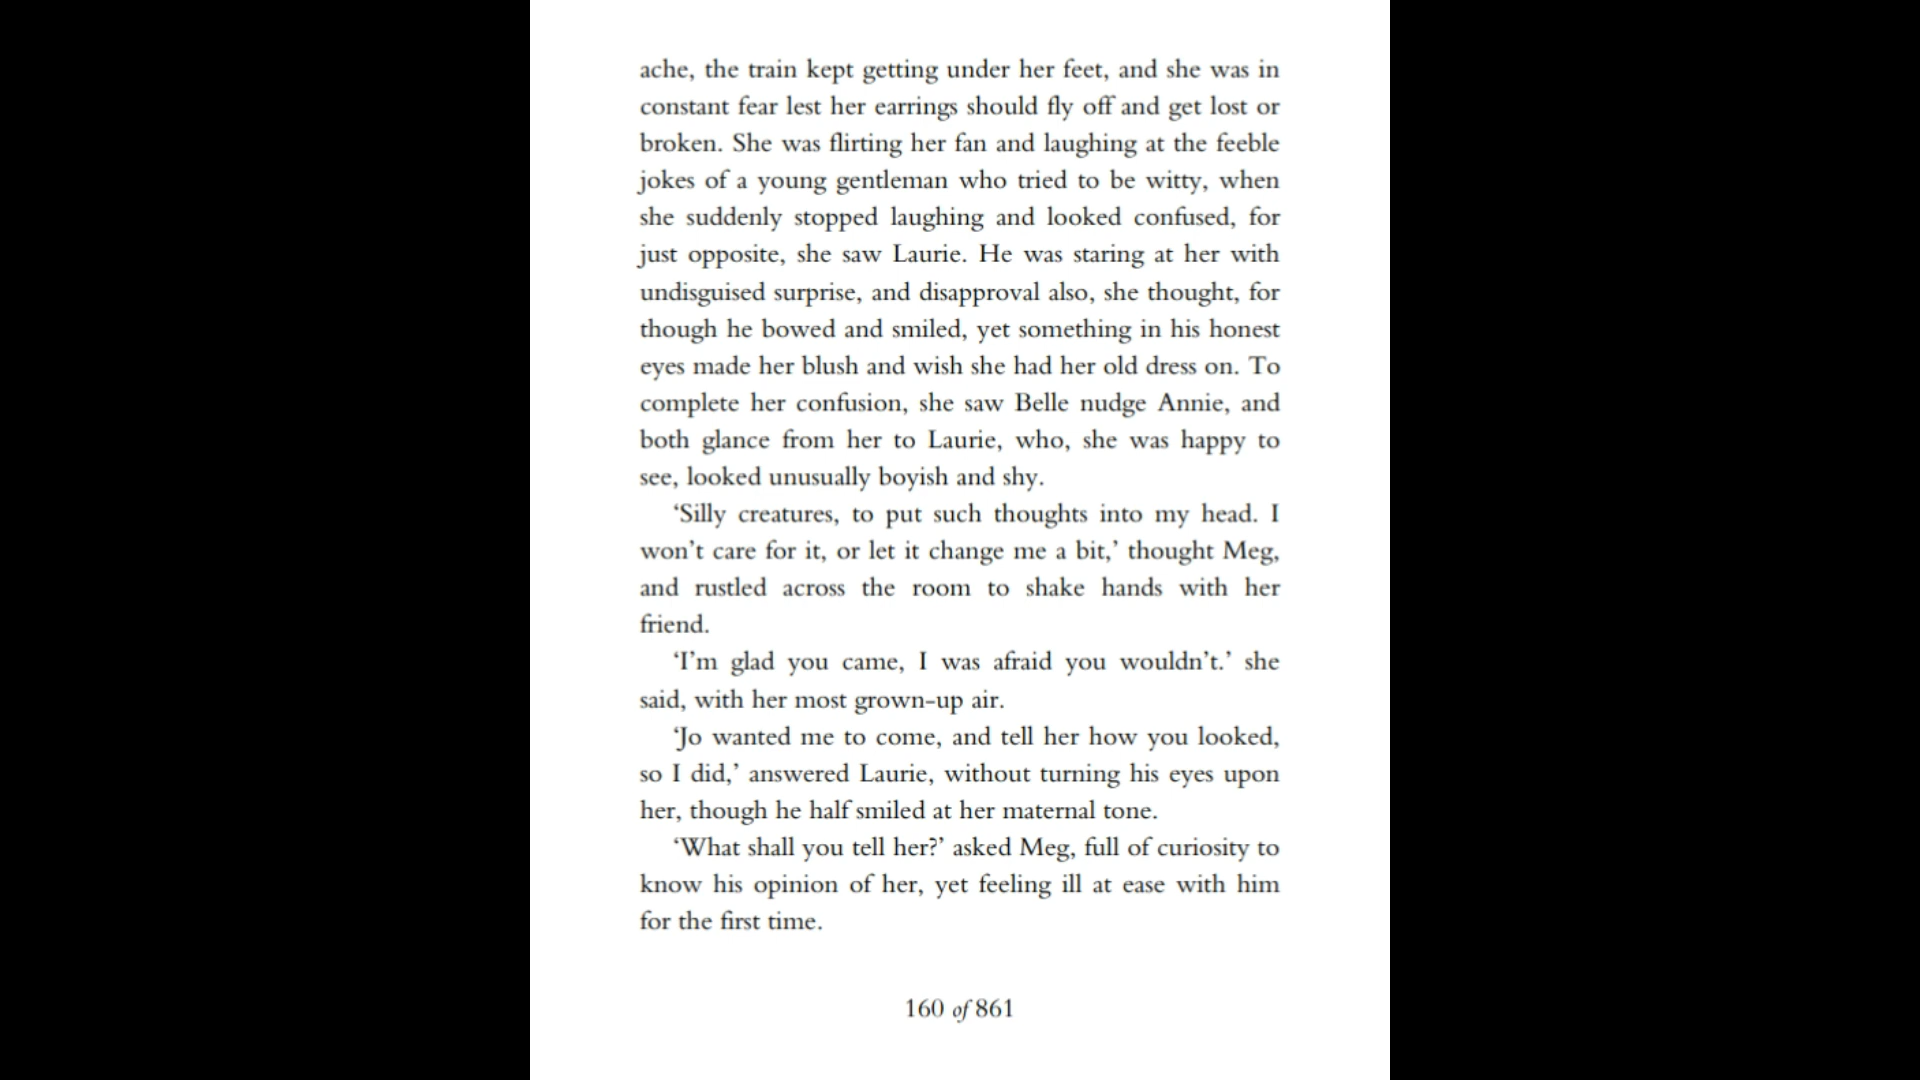 ache, the train kept getting under her feet, and she was in
constant fear lest her earrings should fly off and get lost or
broken. She was flirting her fan and laughing at the feeble
jokes of a young gentleman who tried to be witty, when
she suddenly stopped laughing and looked confused, for
just opposite, she saw Laurie. He was staring at her with
undisguised surprise, and disapproval also, she thought, for
though he bowed and smiled, yet something in his honest
eyes made her blush and wish she had her old dress on. To
complete her confusion, she saw Belle nudge Annie, and
both glance from her to Laurie, who, she was happy to
see, looked unusually boyish and shy.
‘Silly creatures, to put such thoughts into my head. I
won’t care for it, or let it change me a bit,’ thought Meg,
and rustled across the room to shake hands with her
friend.
‘I’m glad you came, I was afraid you wouldn’t.’ she
said, with her most grown-up air.
‘Jo wanted me to come, and tell her how you looked,
so I did,’ answered Laurie, without turning his eyes upon
her, though he half smiled at her maternal tone.
‘What shall you tell her?’ asked Meg, full of curiosity to
know his opinion of her, yet feeling ill at ease with him
for the first time.
160 of 861